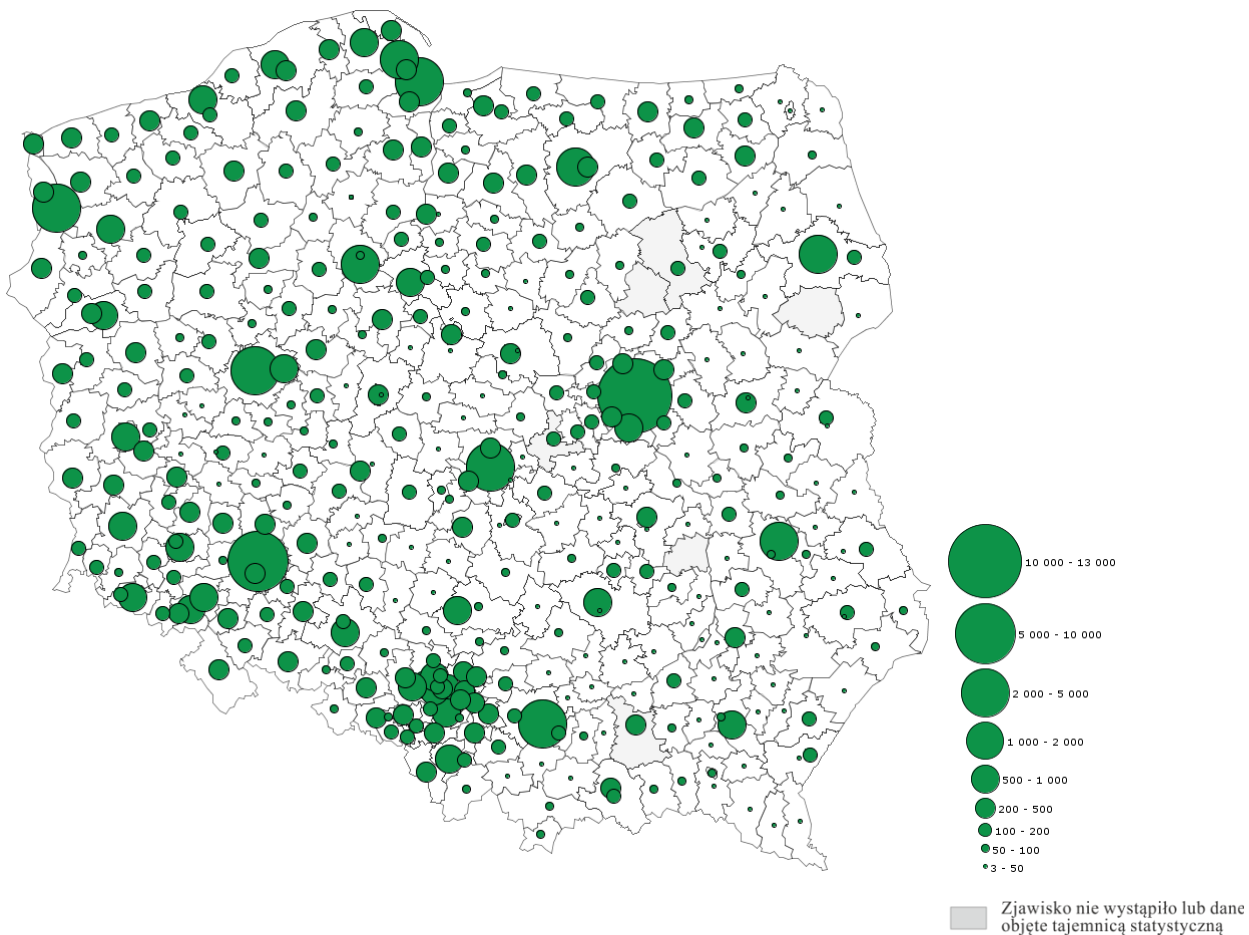 10 000 - 13 000
5 000 - 10 000
2 000 - 5 000
1 000 - 2 000
500 - 1 000
200 - 500
100 - 200
50 - 100
3 - 50
Zjawisko nie wystąpiło lub dane
objęte tajemnicą statystyczną